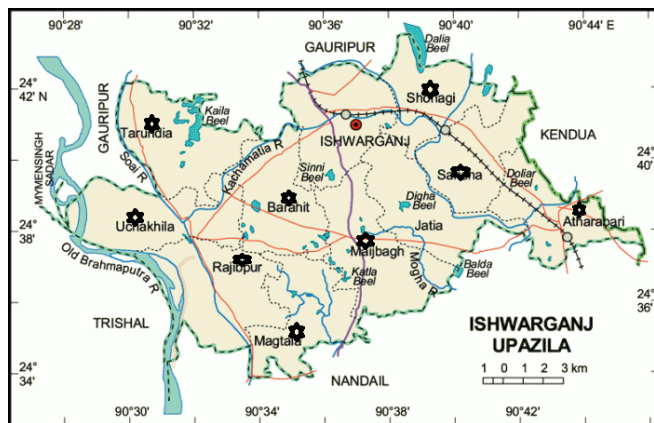 90°28'
90°32'
90°36'
90°40'
90°44' E
24°
42' N
GAURIPUR
Dalia
Beel
GAURIPUR
Kaila
Beel
Tarundia
Shohagi
ISHWARGANJ
KENDUA
MYMENSINGH
SADAR
Soai R
Kachamatia R
Sinni
Beel
Sarisha
Doliar
Beel
24°
40'
Barahit
Digha
Beel
Atharabari
24°
38'
Uchakhila
Jatia
Maijbagh
Old Brahmaputra R
Rajibpur
Katla
Beel
Mogha R
Balda
Beel
24°
36'
TRISHAL
Magtala
ISHWARGANJ
UPAZILA
1 0 1 2 3 km
24°
34'
NANDAIL
90°30'
90°34'
90°38'
90°42'